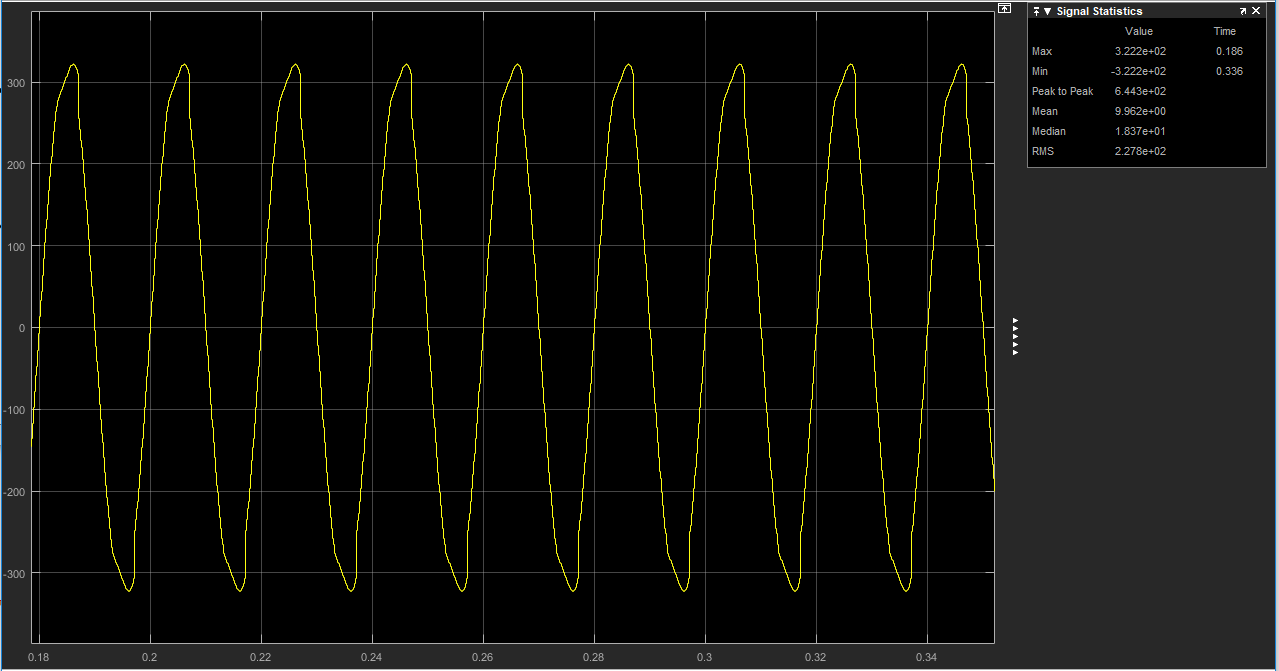 Signal Statistics
Value Time
Max 3.222e+02 0.186
Min -3.222e+02 0.336
Peak to Peak 6.443e+02
Mean 9.962e+00
Median 1.837e+01
RMS 2.278e+02
300
200
100
0
-100
-200
-300
0.18 0.2 0.22 0.24 0.26 0.28 0.3 0.32 0.34